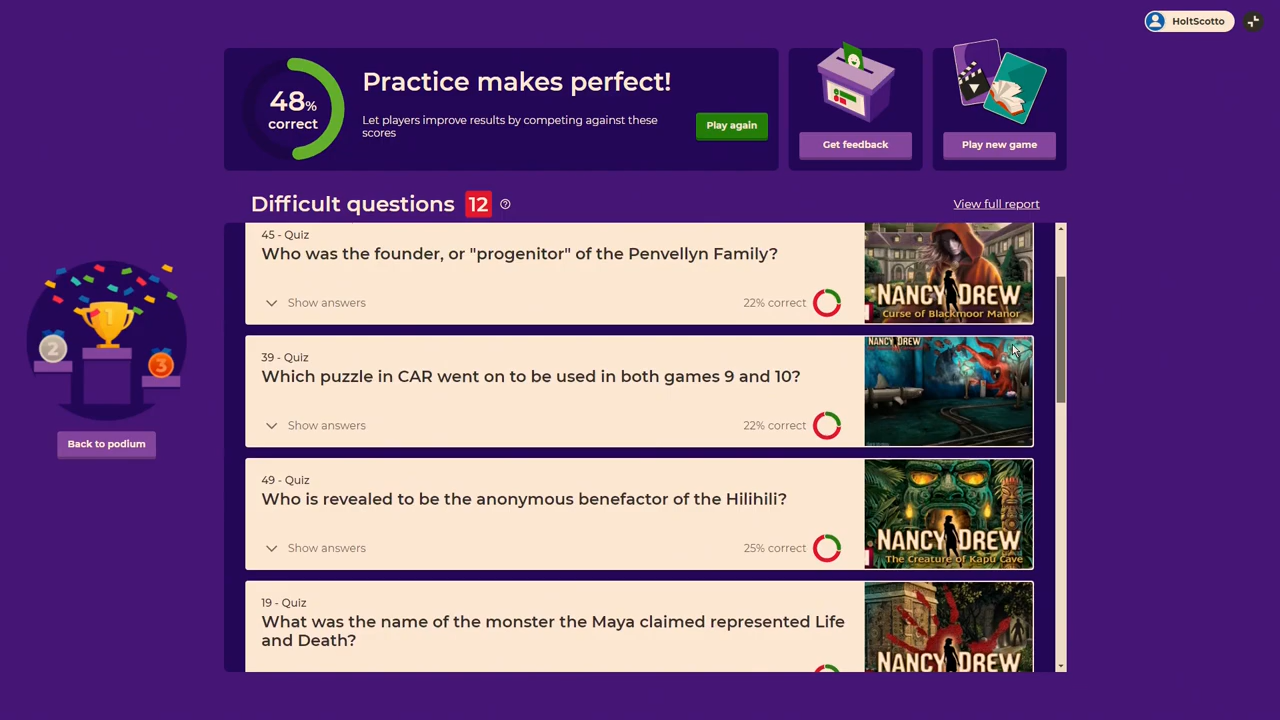 HoltScotto
48%
correct
Practice makes perfect!
Let players improve results by competing against these
scores
Play again
Get feedback
Play new game
Difficult questions 12
View full report
45 - Quiz
Who was the founder, or "progenitor" of the Penvellyn Family?
Show answers
22% correct
NANCY DREW
Curse of Blackmoor Manor
39 - Quiz
Which puzzle in CAR went on to be used in both games 9 and 10?
Show answers
22% correct
NANCY DREW
49 - Quiz
Who is revealed to be the anonymous benefactor of the Hilihili?
Show answers
25% correct
NANCY DREW
The Creature of Kapu Cave
19 - Quiz
What was the name of the monster the Maya claimed represented Life
and Death?
NANCY DREW
1
2
3
Back to podium